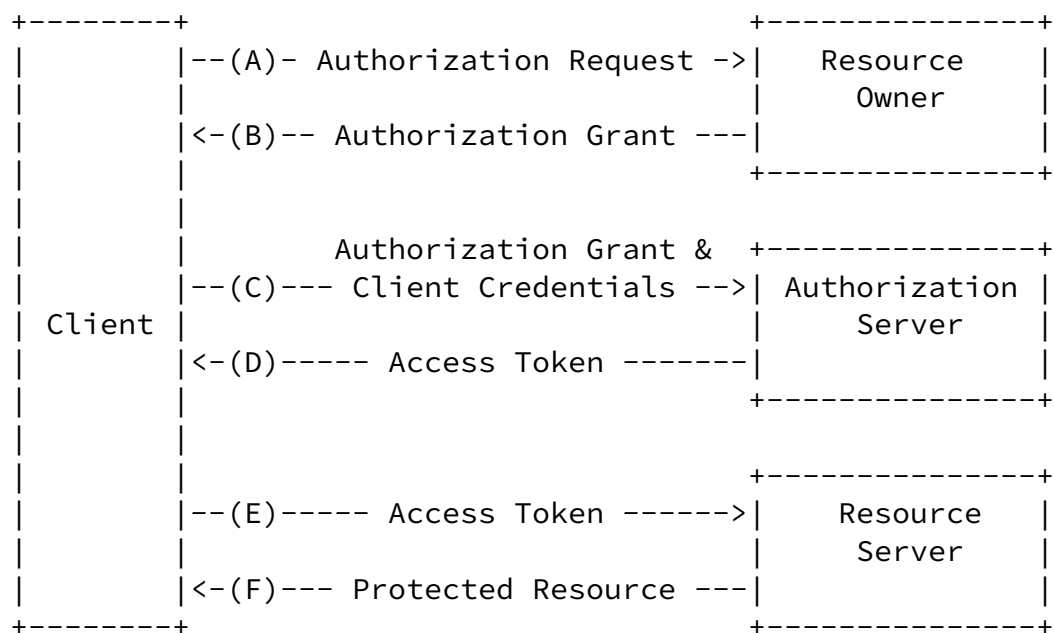 +--------+                               +---------------+
|        |--(A)- Authorization Request ->|   Resource    |
|        |                               |     Owner     |
|        |<-(B)-- Authorization Grant ---|               |
|        |                               +---------------+
|        |
|        |        Authorization Grant &  +---------------+
|        |--(C)--- Client Credentials -->| Authorization |
| Client |                               |     Server    |
|        |<-(D)----- Access Token -------|               |
|        |                               +---------------+
|        |
|        |                               +---------------+
|        |--(E)----- Access Token ------>|    Resource   |
|        |                               |     Server    |
|        |<-(F)--- Protected Resource ---|               |
+--------+                               +---------------+